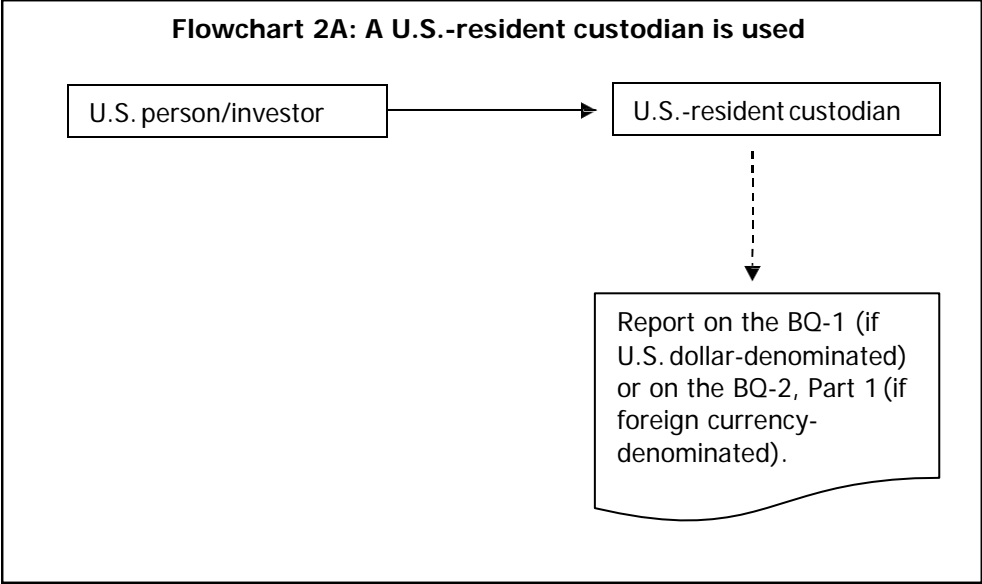 Flowchart 2A: A U.S.-resident custodian is used
U.S. person/investor
U.S.-resident custodian
Report on the BQ-1 (if
U.S. dollar-denominated)
or on the BQ-2, Part 1 (if
foreign currency-
denominated).